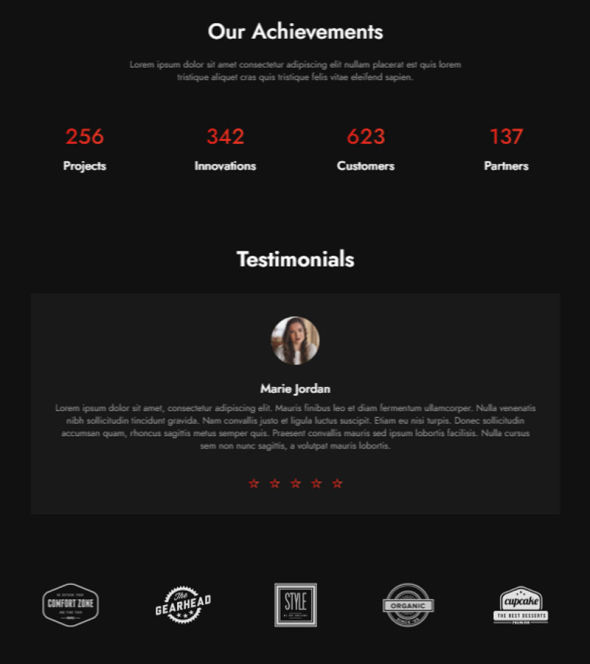 Our Achievements
Lorem ipsum dolor sit amet consectetur adipiscing elit nullam placerat est quis lorem
tristique aliquet cras quis tristique felis vitae eleifend sapien.
256
342
623
137
Projects
Innovations
Customers
Partners
Testimonials
Marie Jordan
Lorem ipsum dolor sit amet, consectetur adipiscing elit. Mauris finibus leo et diam fermentum ullamcorper. Nulla venenatis
nibh sollicitudin tincidunt gravida. Nam convallis justo et ligula luctus suscipit. Etiam eu nisi turpis. Donec sollicitudin
accumsan quam, rhoncus sagittis metus semper quis. Praesent convallis mauris sed ipsum lobortis facilisis. Nulla cursus
sem non nunc sagittis, a volutpat mauris lobortis.
COMFORT ZONE
The
GEARHEAD
STYLE
ORGANIC
cupcake
THE BEST DESSERTS
PREMIUM